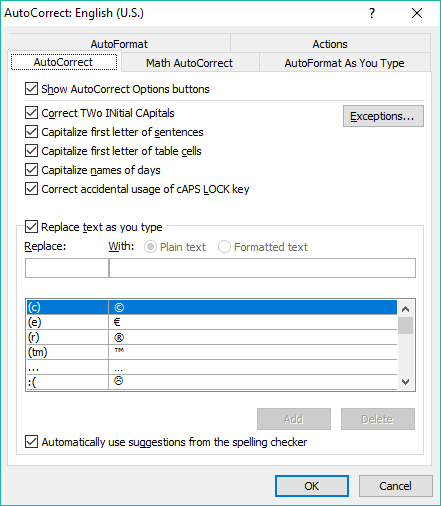 AutoCorrect: English (U.S.) ? ×
AutoFormat Actions
AutoCorrect Math AutoCorrect AutoFormat As You Type
Show AutoCorrect Options buttons
Correct TWo INitial CApitals Exceptions...
Capitalize first letter of sentences
Capitalize first letter of table cells
Capitalize names of days
Correct accidental usage of cAPS LOCK key
Replace text as you type
Replace: With: Plain text Formatted text
(c) ©
(e) €
(r) ®
(tm) ™
... …
:( ☹
Add Delete
Automatically use suggestions from the spelling checker
OK Cancel